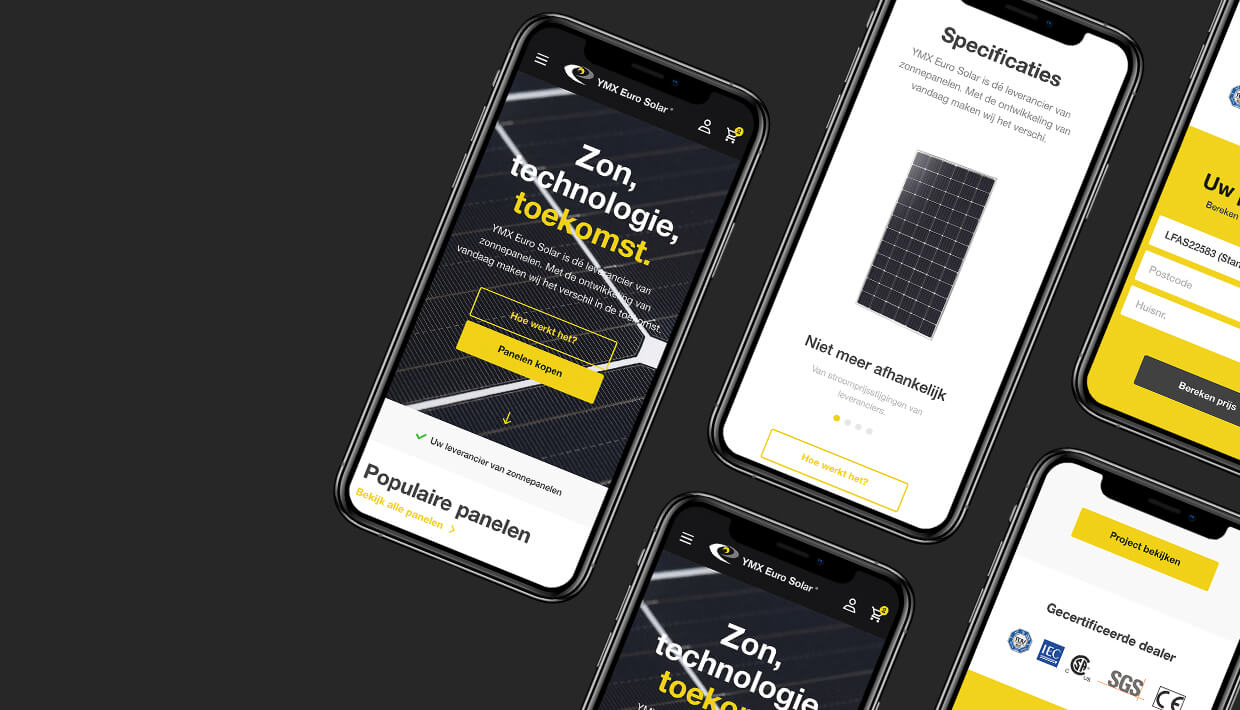 YMX Euro Solar
Zon,
technologie,
toekomst.
YMX Euro Solar is dé leverancier van
zonnepanelen. Met de ontwikkeling van
vandaag maken wij het verschil in de toekomst.
Hoe werkt het?
Panelen kopen
Uw leverancier van zonnepanelen
Populaire panelen
Bekijk alle panelen
Specificaties
YMX Euro Solar is dé leverancier van
zonnepanelen. Met de ontwikkeling van
vandaag maken wij het verschi.
Niet meer afhankelijk
Van stroomprijsstijgingen van
leveranciers.
Hoe werkt het?
Uw
Bereken
LFAS22583 (Stan
Postcode
Huisnr.
Bereken prijs
YMX Euro Solar
Zon,
technologie,
toekomst.
Project bekijken
Gecertificeerde dealer
IEC
SGS
CE